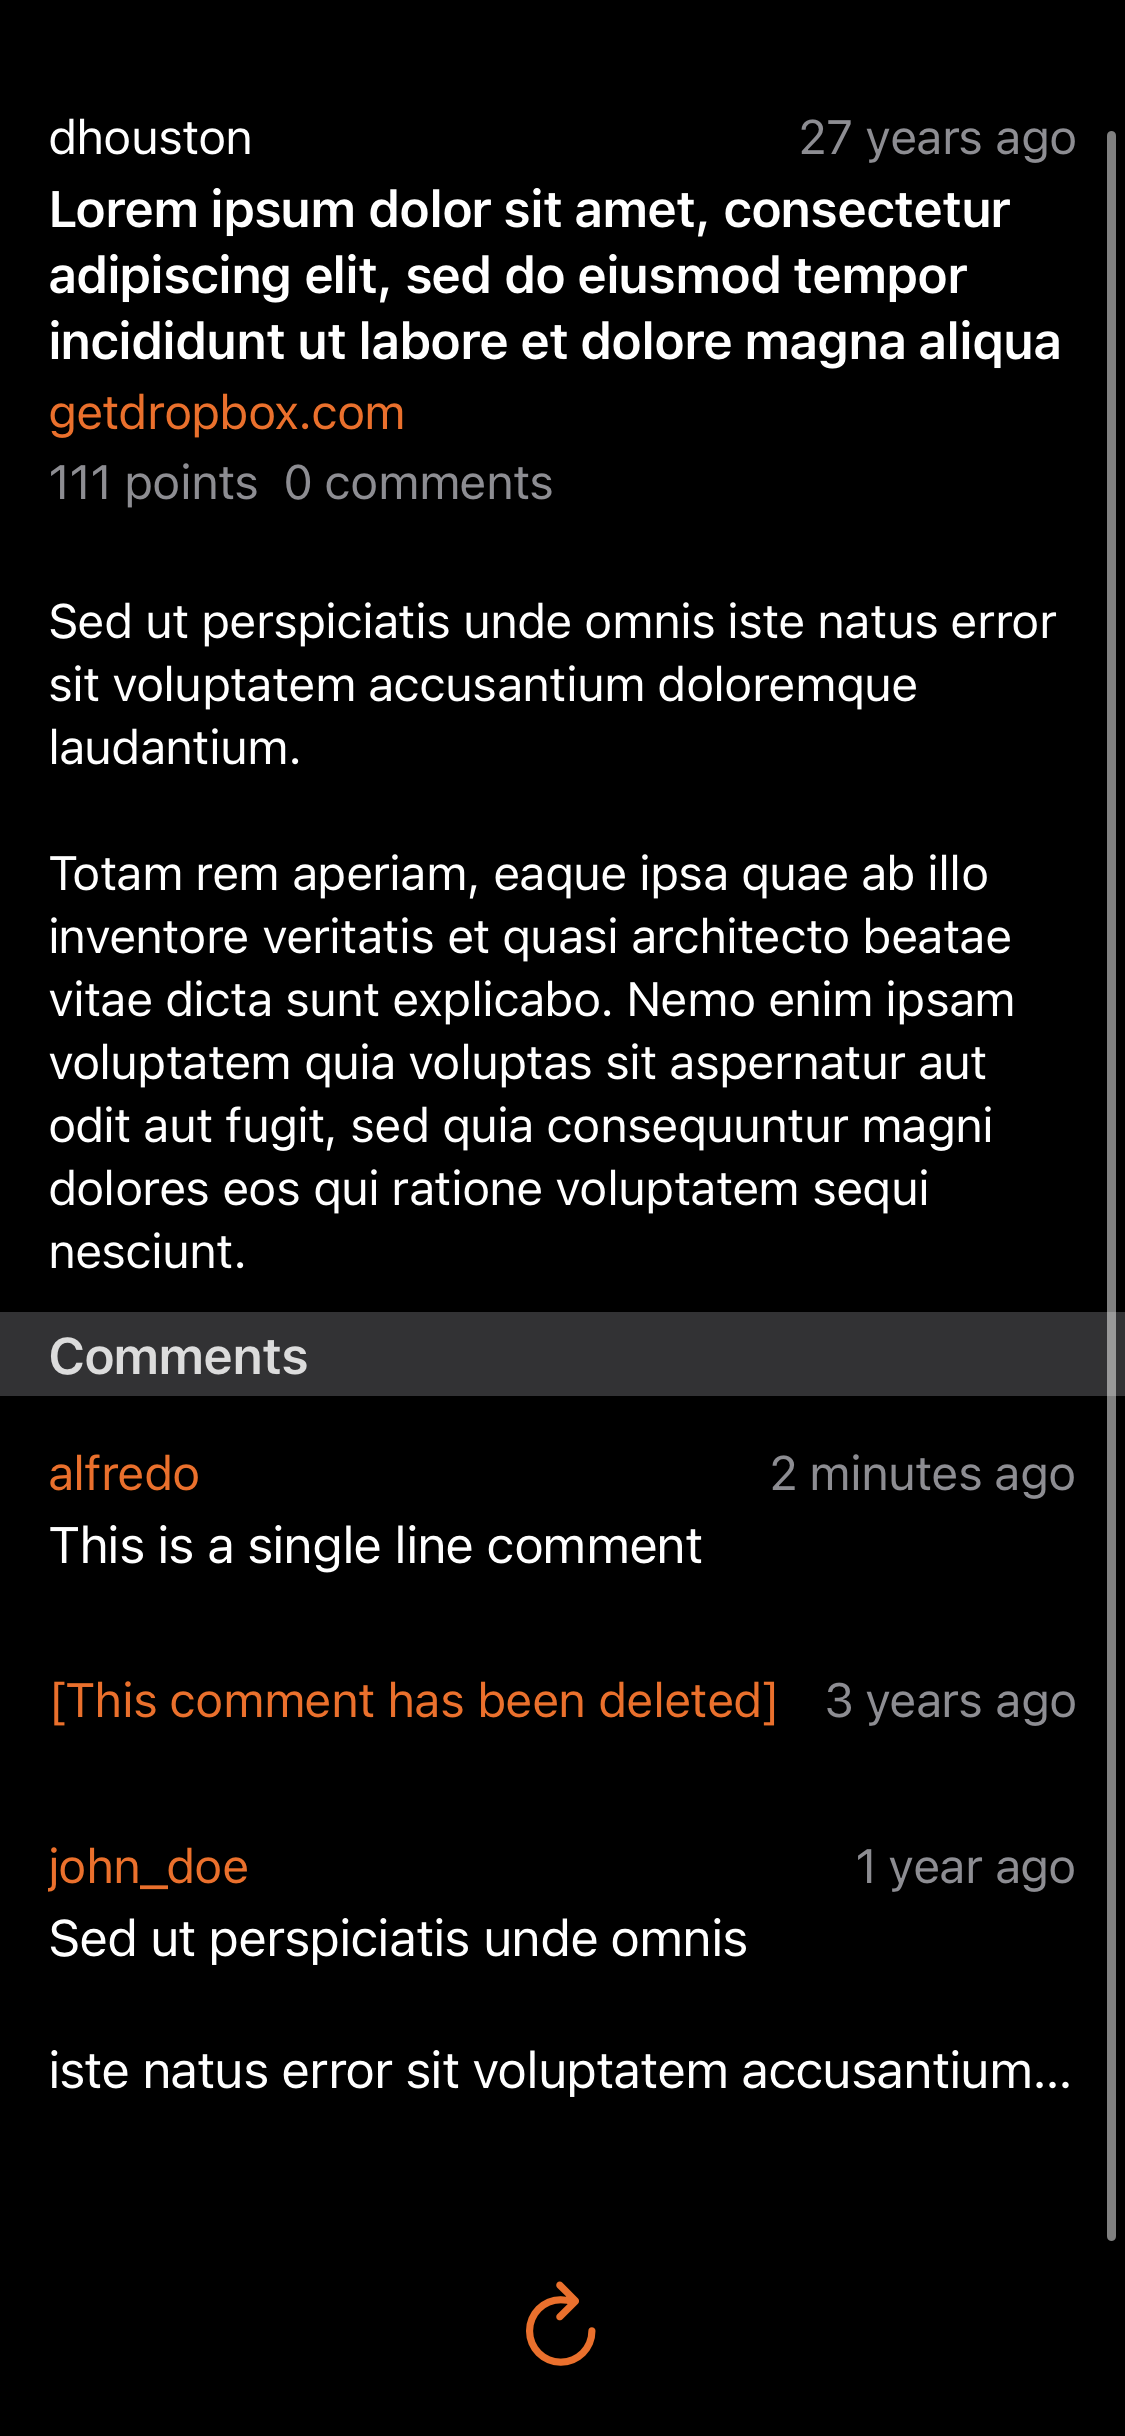 dhouston 27 years ago
Lorem ipsum dolor sit amet, consectetur
adipiscing elit, sed do eiusmod tempor
incididunt ut labore et dolore magna aliqua
getdropbox.com
111 points 0 comments
Sed ut perspiciatis unde omnis iste natus error
sit voluptatem accusantium doloremque
laudantium.
Totam rem aperiam, eaque ipsa quae ab illo
inventore veritatis et quasi architecto beatae
vitae dicta sunt explicabo. Nemo enim ipsam
voluptatem quia voluptas sit aspernatur aut
odit aut fugit, sed quia consequuntur magni
dolores eos qui ratione voluptatem sequi
nesciunt.
Comments
alfredo 2 minutes ago
This is a single line comment
[This comment has been deleted] 3 years ago
john_doe 1 year ago
Sed ut perspiciatis unde omnis
iste natus error sit voluptatem accusantium...